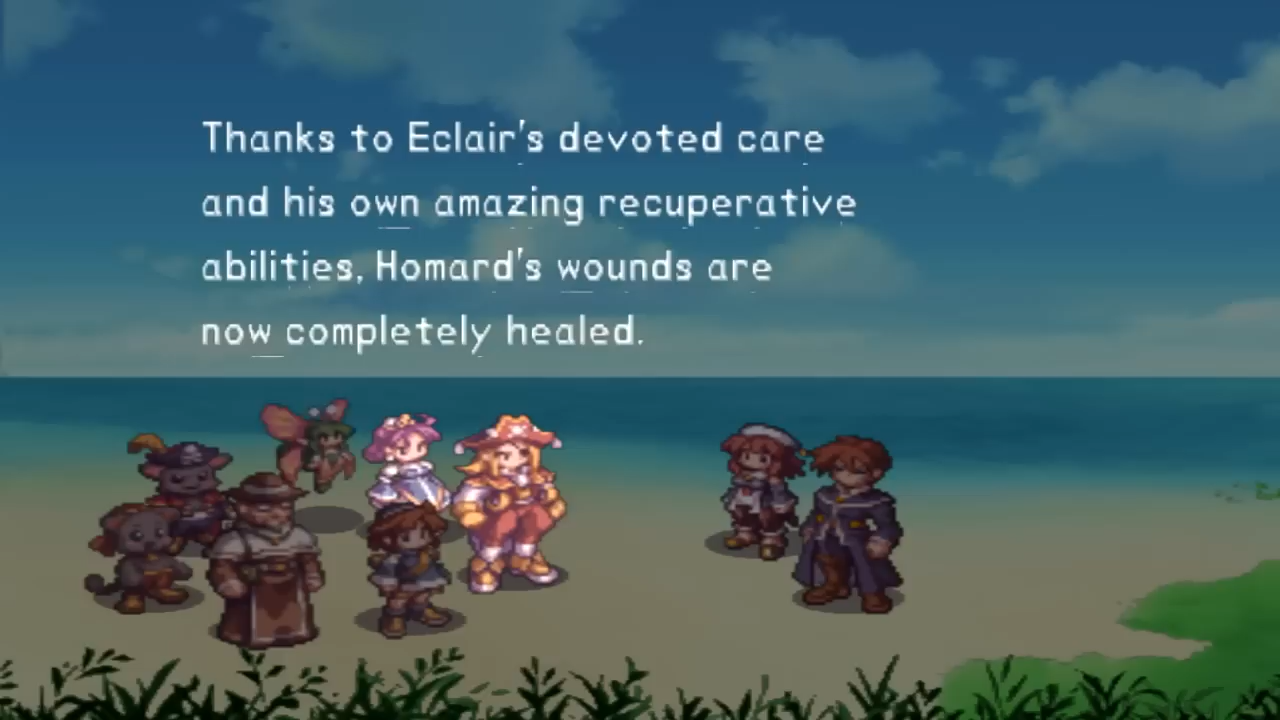 Thanks to Eclair's devoted care
and his own amazing recuperative
abilities, Homard's wounds are
now completely healed.